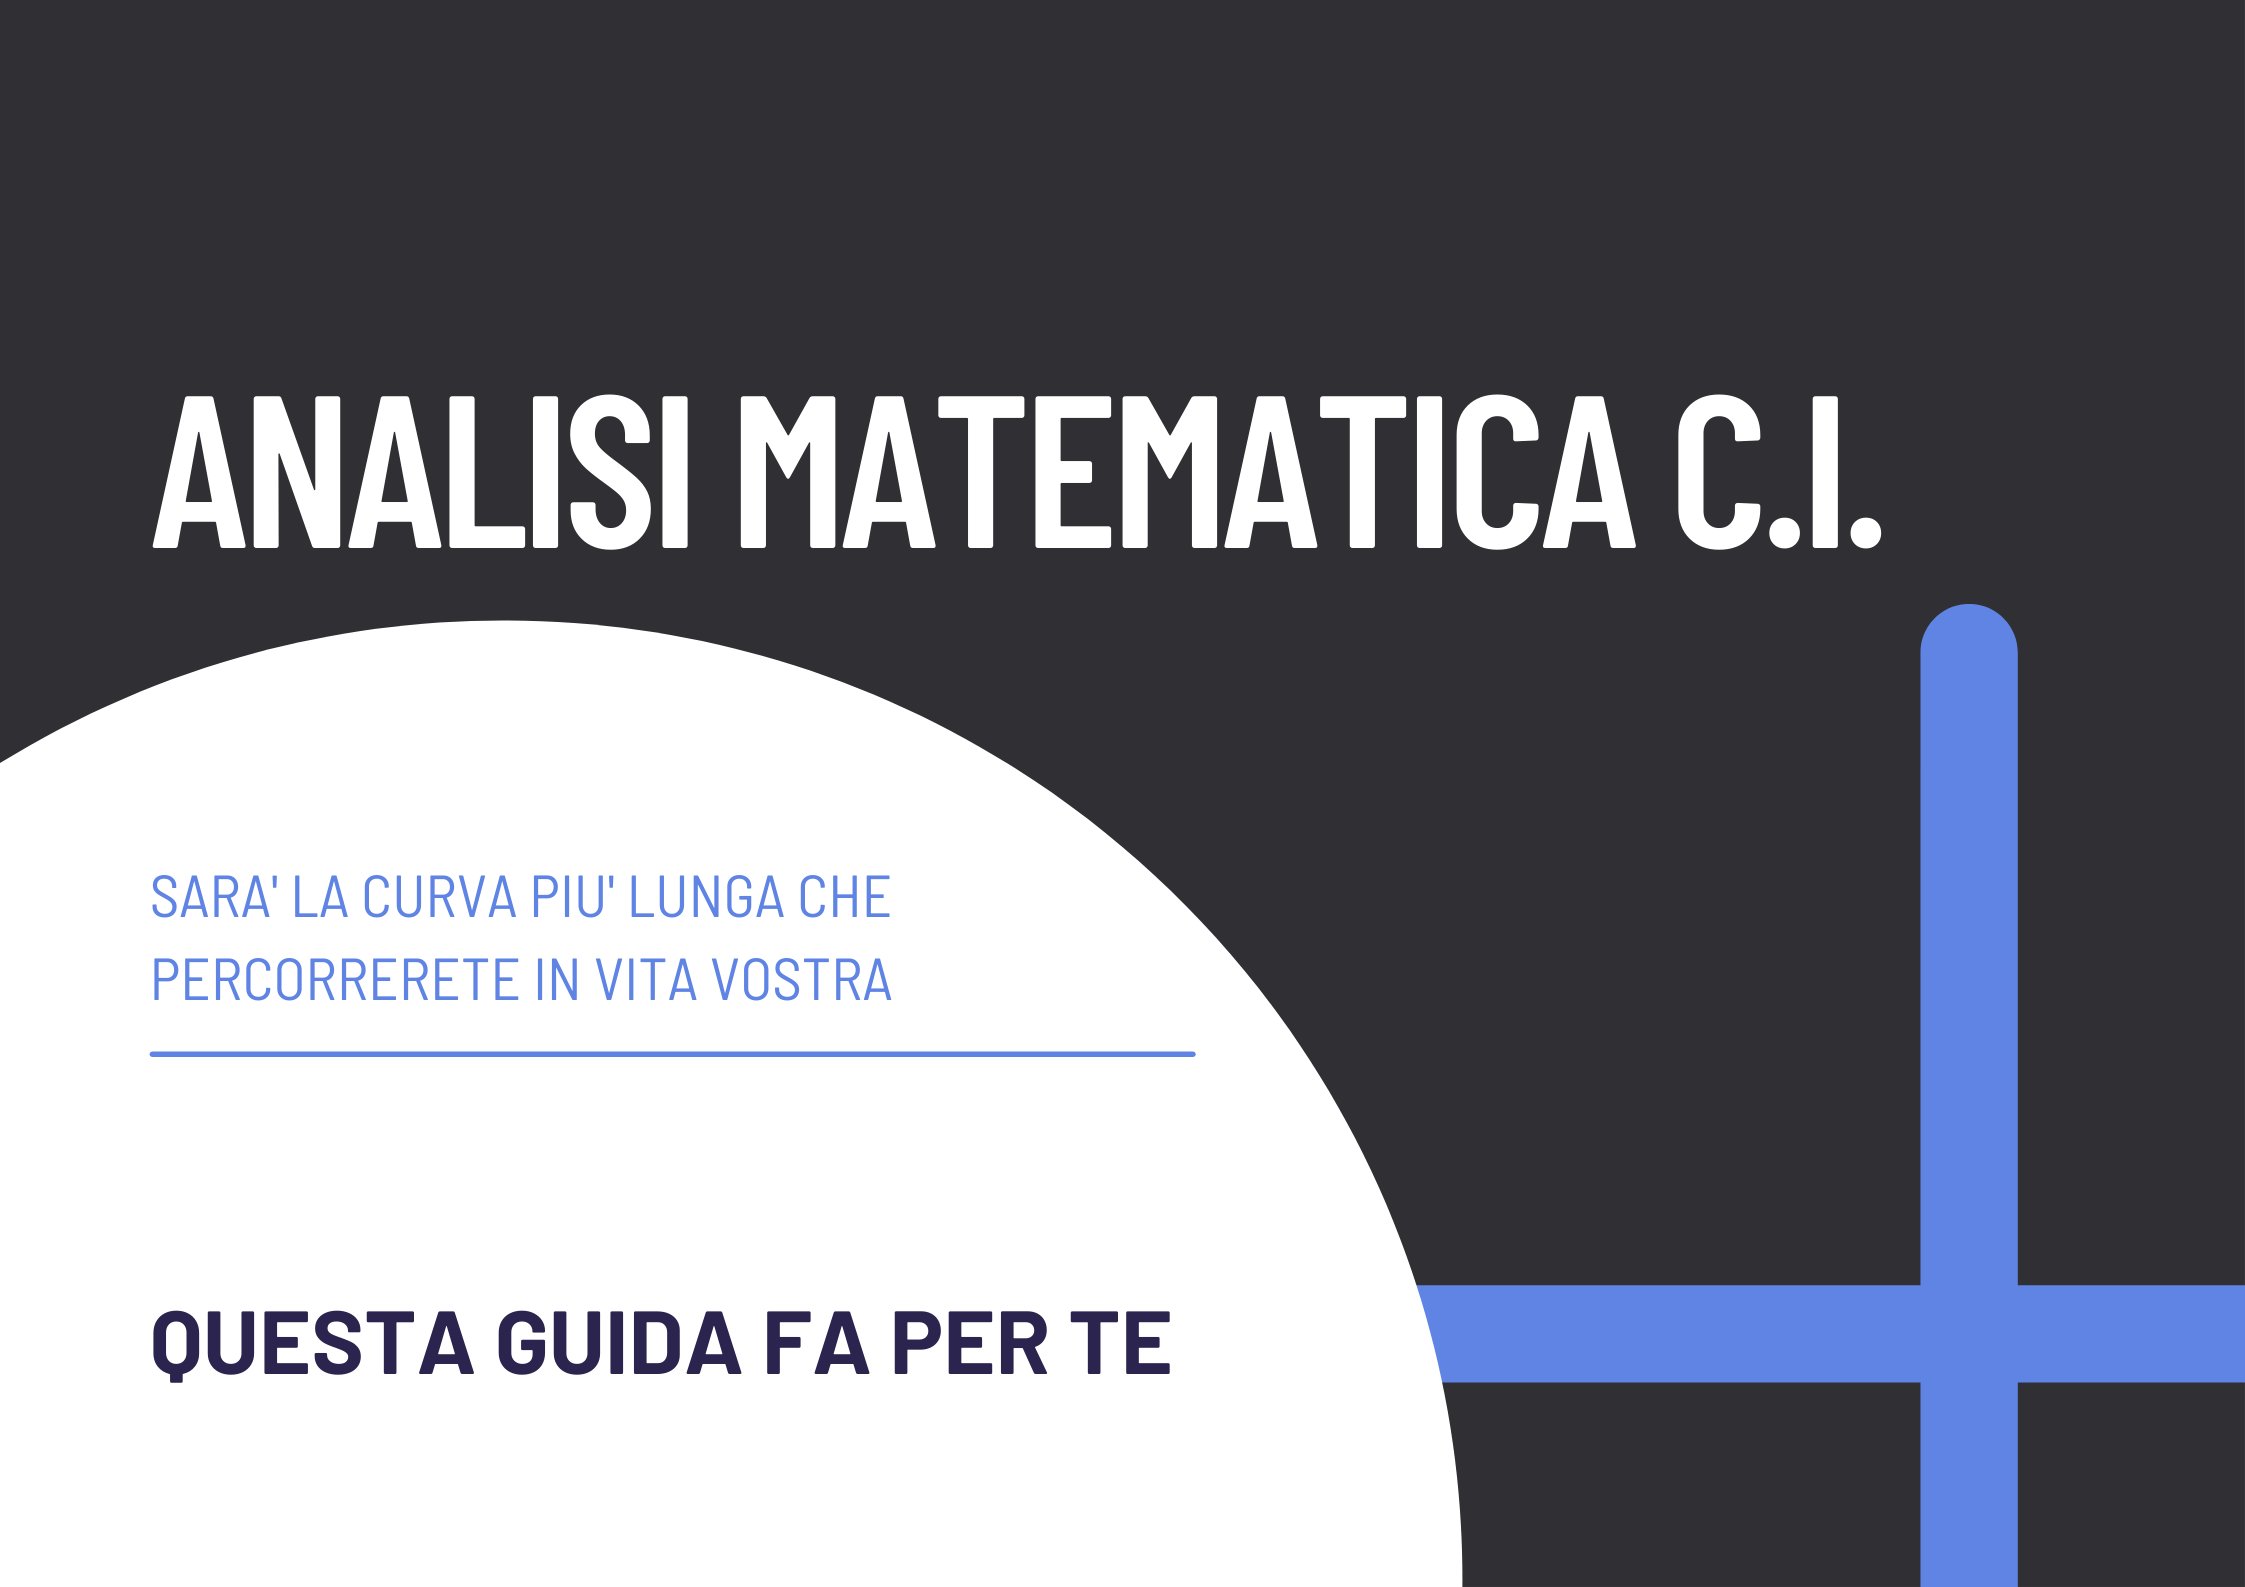 ANALISI MATEMATICA C.I.
SARA' LA CURVA PIU' LUNGA CHE
PERCORRERETE IN VITA VOSTRA
QUESTA GUIDA FA PER TE